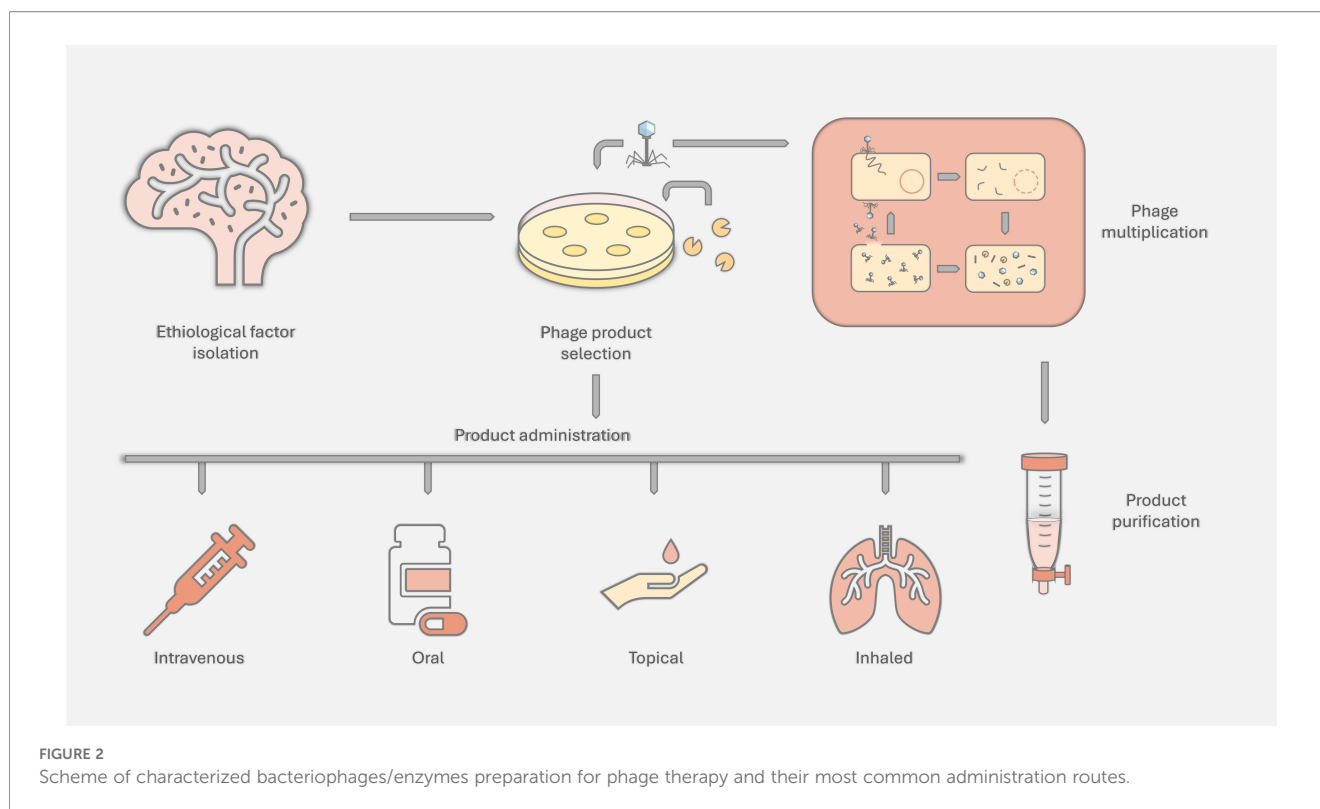 Ethiological factor
isolation
Phage product
selection
Phage
multiplication
Product administration
Product
purification
Intravenous
Oral
Topical
Inhaled
FIGURE 2
Scheme of characterized bacteriophages/enzymes preparation for phage therapy and their most common administration routes.